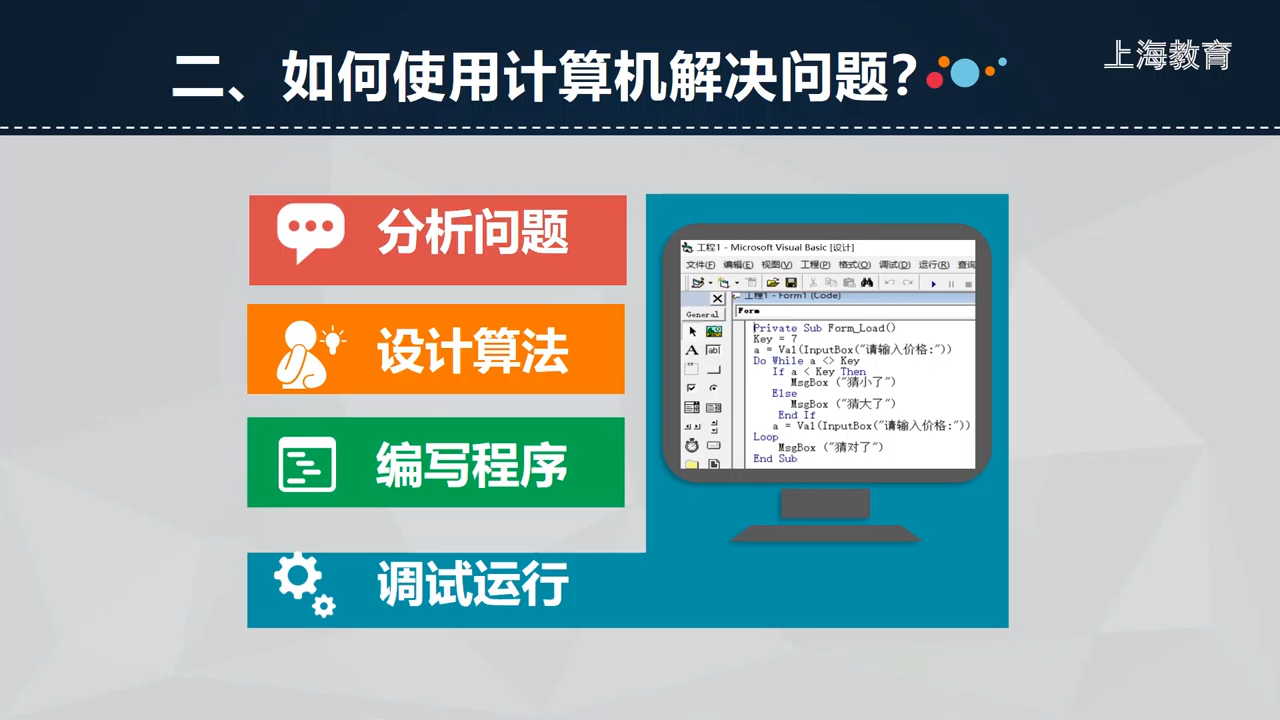 二、如何使用计算机解决问题?
上海教育
分析问题
设计算法
编写程序
调试运行
工程1 - Microsoft Visual Basic [设计]
文件(F) 编辑(E) 视图(V) 工程(P) 格式(O) 调试(D) 运行(R) 查询
工程1 - Form1 (Code)
General
Form
Private Sub Form_Load()
Key = 7
a = Val(InputBox("请输入价格:"))
Do While a <> Key
If a < Key Then
MsgBox ("猜小了")
Else
MsgBox ("猜大了")
End If
a = Val(InputBox("请输入价格:"))
Loop
MsgBox ("猜对了")
End Sub